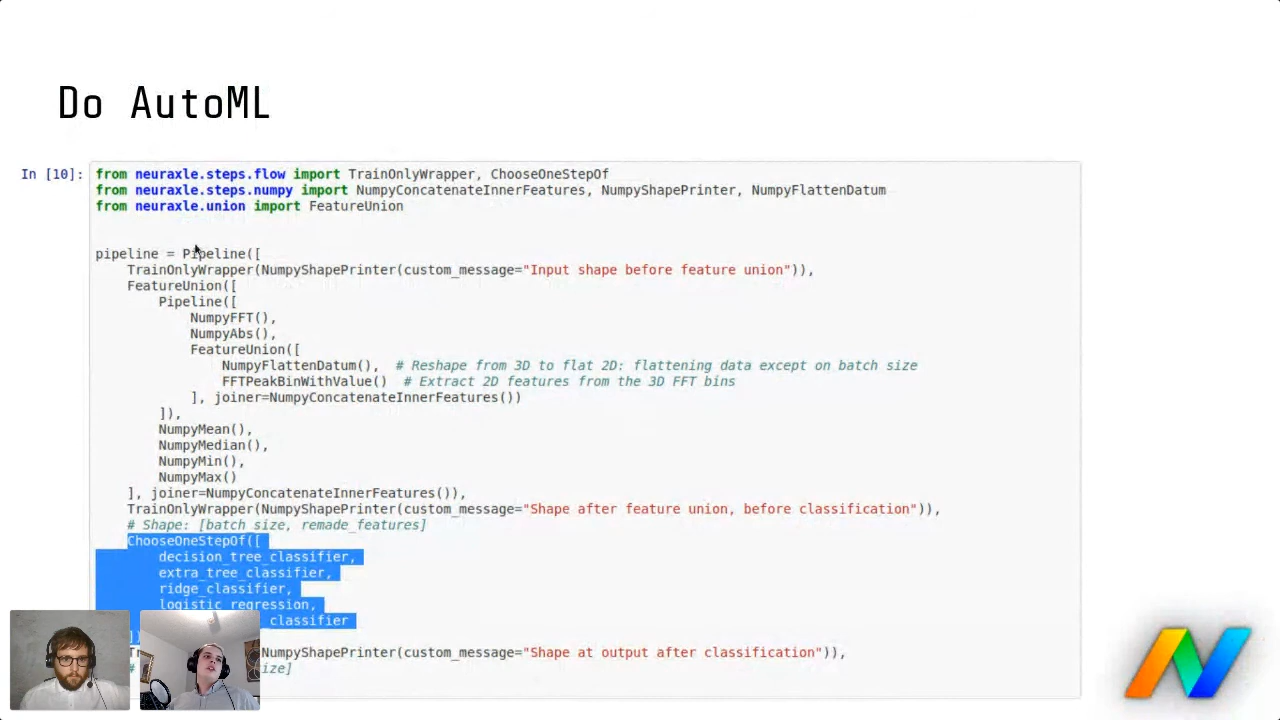 Do AutoML
In [10]:
from neuraxle.steps.flow import TrainOnlyWrapper, ChooseOneStepOf
from neuraxle.steps.numpy import NumpyConcatenateInnerFeatures, NumpyShapePrinter, NumpyFlattenDatum
from neuraxle.union import FeatureUnion
pipeline = Pipeline([
TrainOnlyWrapper(NumpyShapePrinter(custom_message="Input shape before feature union")),
FeatureUnion([
Pipeline([
NumpyFFT(),
NumpyAbs(),
FeatureUnion([
NumpyFlattenDatum(),  # Reshape from 3D to flat 2D: flattening data except on batch size
FFTPeakBinWithValue()  # Extract 2D features from the 3D FFT bins
], joiner=NumpyConcatenateInnerFeatures())
]),
NumpyMean(),
NumpyMedian(),
NumpyMin(),
NumpyMax()
], joiner=NumpyConcatenateInnerFeatures()),
TrainOnlyWrapper(NumpyShapePrinter(custom_message="Shape after feature union, before classification")),
# Shape: [batch_size, remade_features]
ChooseOneStepOf([
decision_tree_classifier,
extra_tree_classifier,
ridge_classifier,
logistic_regression,
_classifier
(NumpyShapePrinter(custom_message="Shape at output after classification")),
ize]